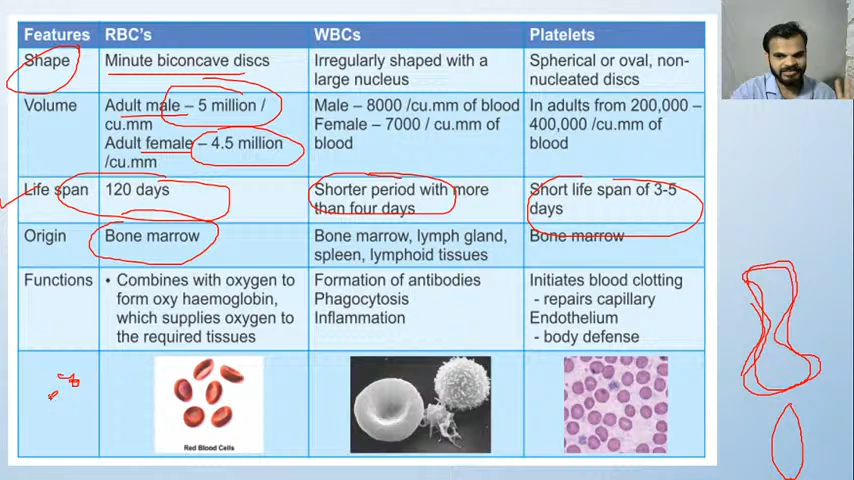 Features RBC's WBCs Platelets
Shape Minute biconcave discs Irregularly shaped with a Spherical or oval, non-
large nucleus nucleated discs
Volume Adult male – 5 million / Male – 8000 /cu.mm of blood In adults from 200,000 –
cu.mm Female – 7000 / cu.mm of 400,000 /cu.mm of
Adult female – 4.5 million blood blood
/cu.mm
Life span 120 days Shorter period with more Short life span of 3-5
than four days days
Origin Bone marrow Bone marrow, lymph gland, Bone marrow
spleen, lymphoid tissues
Functions • Combines with oxygen to Formation of antibodies Initiates blood clotting
form oxy haemoglobin, Phagocytosis - repairs capillary
which supplies oxygen to Inflammation Endothelium
the required tissues - body defense
Red Blood Cells